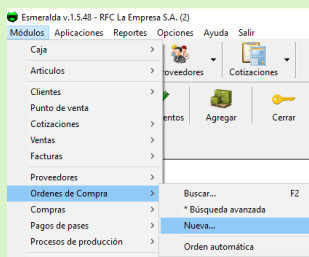 Esmeralda v.1.5.48 - RFC La Empresa S.A. (2)
Módulos Aplicaciones Reportes Opciones Ayuda Salir
Caja
Articulos
Clientes
Punto de venta
Cotizaciones
Ventas
Facturas
Proveedores
Ordenes de Compra
Compras
Pagos de pases
Procesos de producción
oveedores
Cotizaciones
entos
Agregar
Cerrar
Buscar... F2
* Búsqueda avanzada
Nueva...
Orden automática